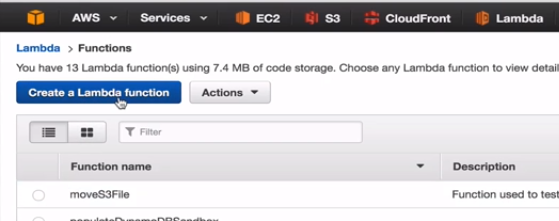 AWS Services EC2 S3 CloudFront Lambda
Lambda > Functions
You have 13 Lambda function(s) using 7.4 MB of code storage. Choose any Lambda function to view detai
Create a Lambda function Actions
Filter
Function name Description
moveS3File Function used to test
populateDynamoDBSandbox